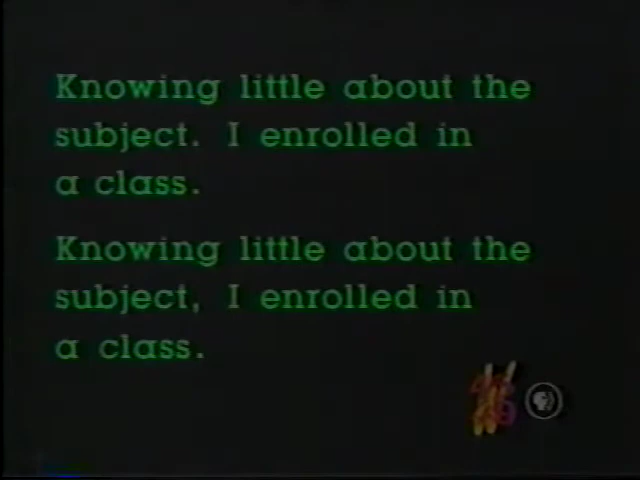 Knowing little about the
subject. I enrolled in
a class.
Knowing little about the
subject, I enrolled in
a class.